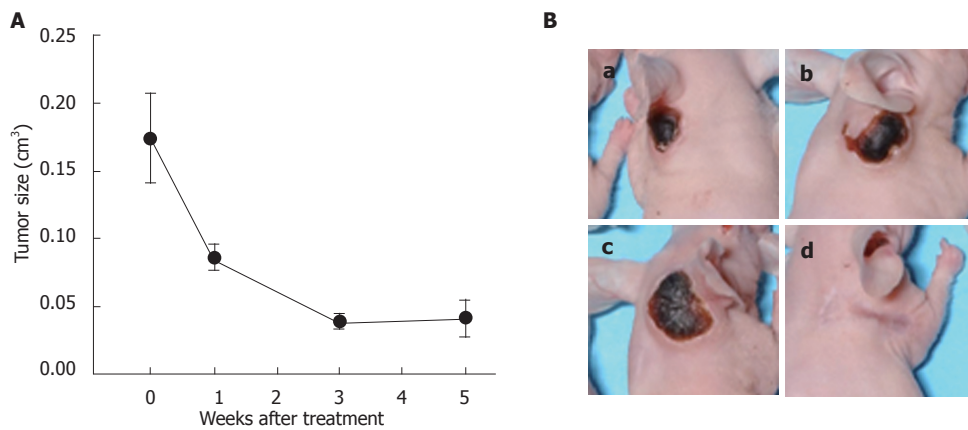 A
B
Tumor size (cm³)
0.25
0.20
0.15
0.10
0.05
0.00
0 1 2 3 4 5
Weeks after treatment
a
b
c
d